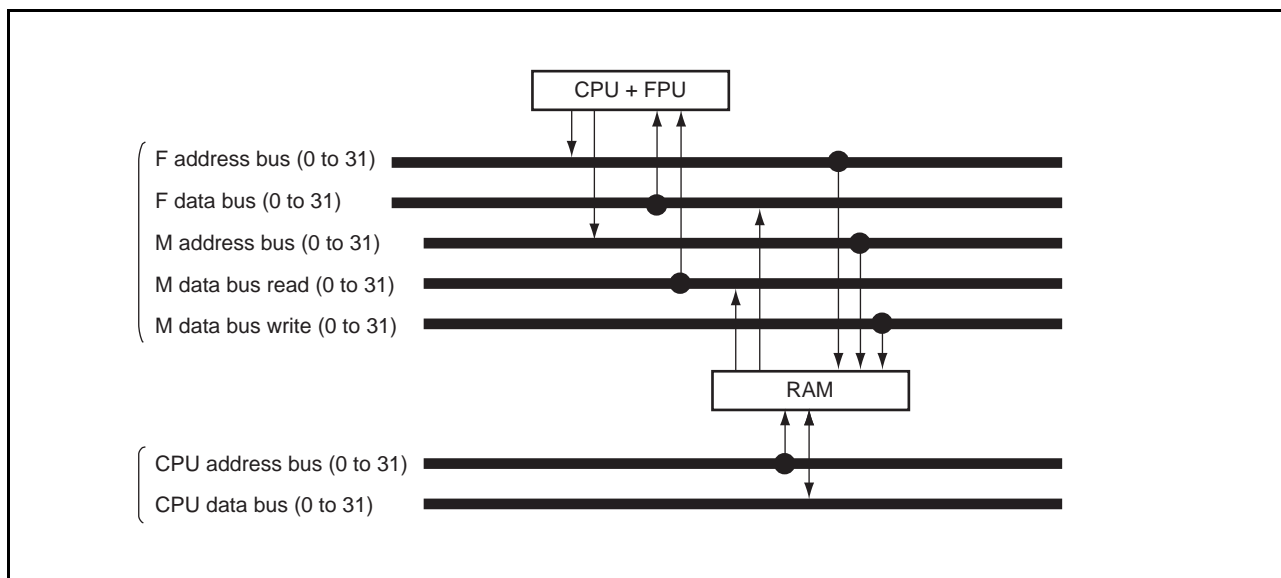 CPU + FPU
F address bus (0 to 31)
F data bus (0 to 31)
M address bus (0 to 31)
M data bus read (0 to 31)
M data bus write (0 to 31)
RAM
CPU address bus (0 to 31)
CPU data bus (0 to 31)